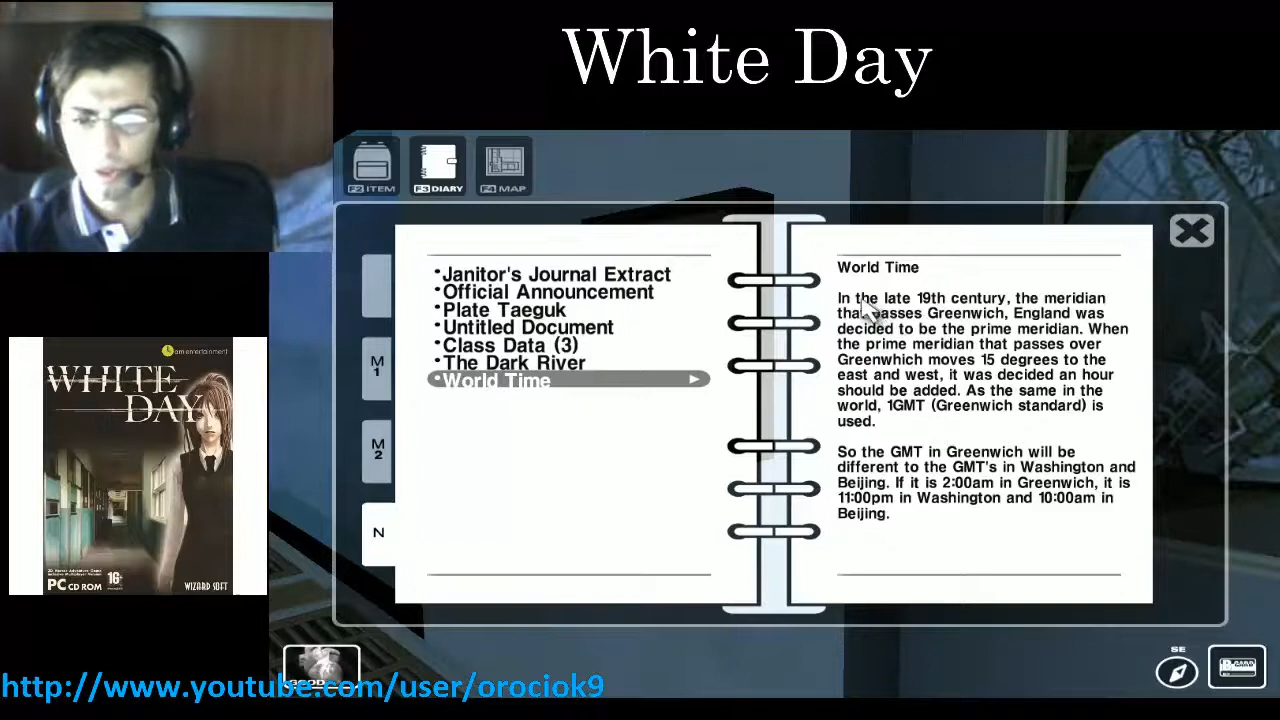 White Day
F2 ITEM
F3 DIARY
F4 MAP
•Janitor's Journal Extract
•Official Announcement
•Plate Taeguk
•Untitled Document
•Class Data (3)
•The Dark River
•World Time
M
1
M
2
N
World Time
In the late 19th century, the meridian
that passes Greenwich, England was
decided to be the prime meridian. When
the prime meridian that passes over
Greenwhich moves 15 degrees to the
east and west, it was decided an hour
should be added. As the same in the
world, 1GMT (Greenwich standard) is
used.
So the GMT in Greenwich will be
different to the GMT's in Washington and
Beijing. If it is 2:00am in Greenwich, it is
11:00pm in Washington and 10:00am in
Beijing.
WHITE
DAY
PC CD ROM
16+
WIZARD SOFT
SE
http://www.youtube.com/user/orociok9